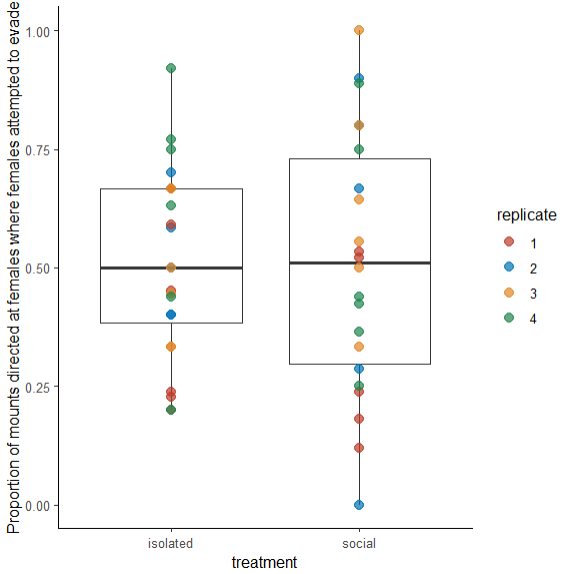 Proportion of mounts directed at females where females attempted to evade
1.00
0.75
0.50
0.25
0.00
isolated
social
treatment
replicate
1
2
3
4